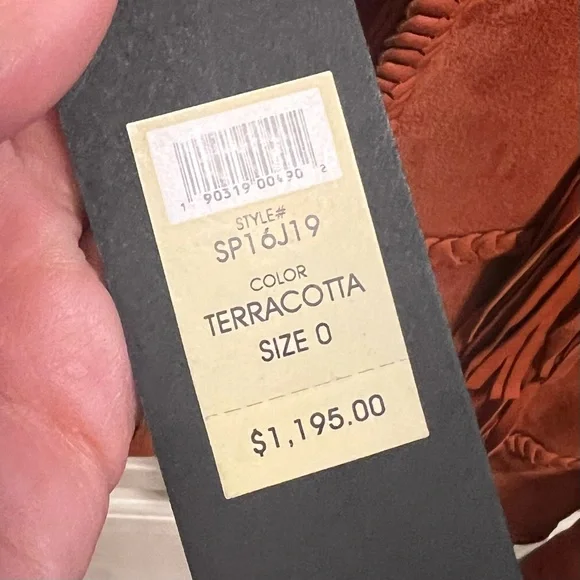 1 90319 00490 2
STYLE#
SP16J19
COLOR
TERRACOTTA
SIZE 0
$1,195.00